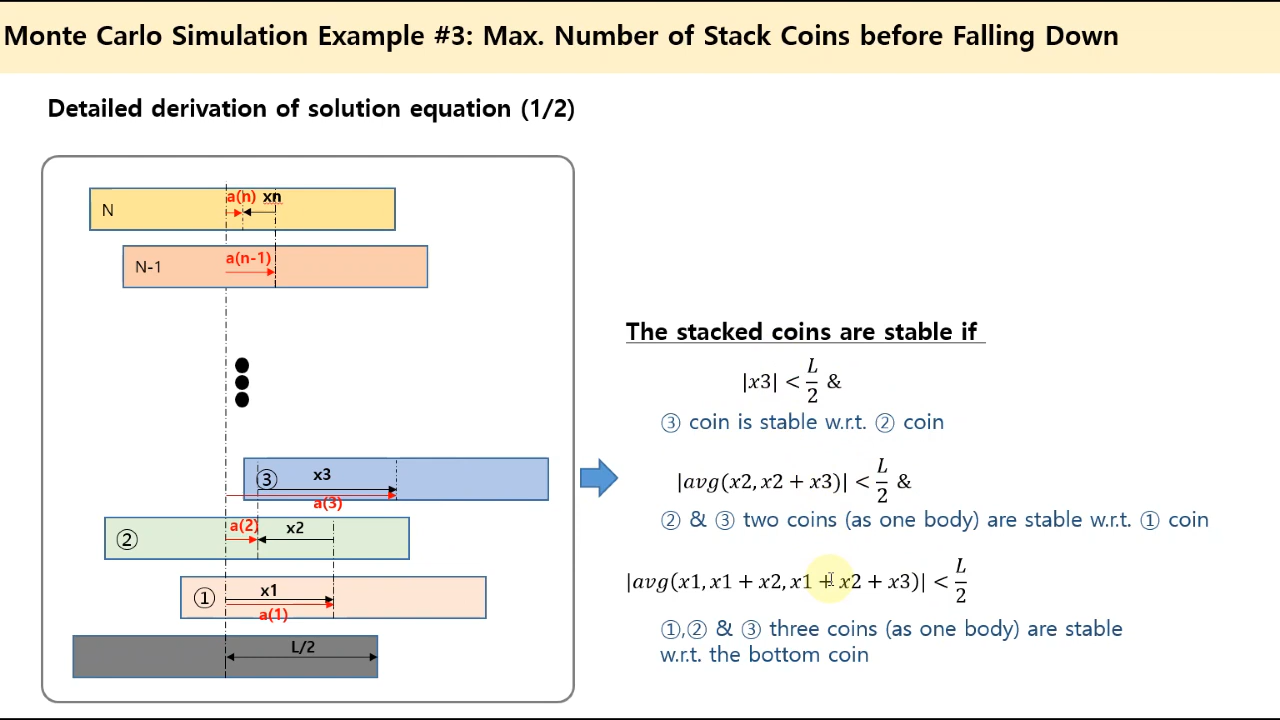 Monte Carlo Simulation Example #3: Max. Number of Stack Coins before Falling Down
Detailed derivation of solution equation (1/2)
a(n) xn
N
a(n-1)
N-1
③ x3
a(3)
a(2) x2
②
x1
①
a(1)
L/2
The stacked coins are stable if
|x3| < L/2 &
③ coin is stable w.r.t. ② coin
|avg(x2, x2 + x3)| < L/2 &
② & ③ two coins (as one body) are stable w.r.t. ① coin
|avg(x1, x1 + x2, x1 + x2 + x3)| < L/2
①,② & ③ three coins (as one body) are stable
w.r.t. the bottom coin